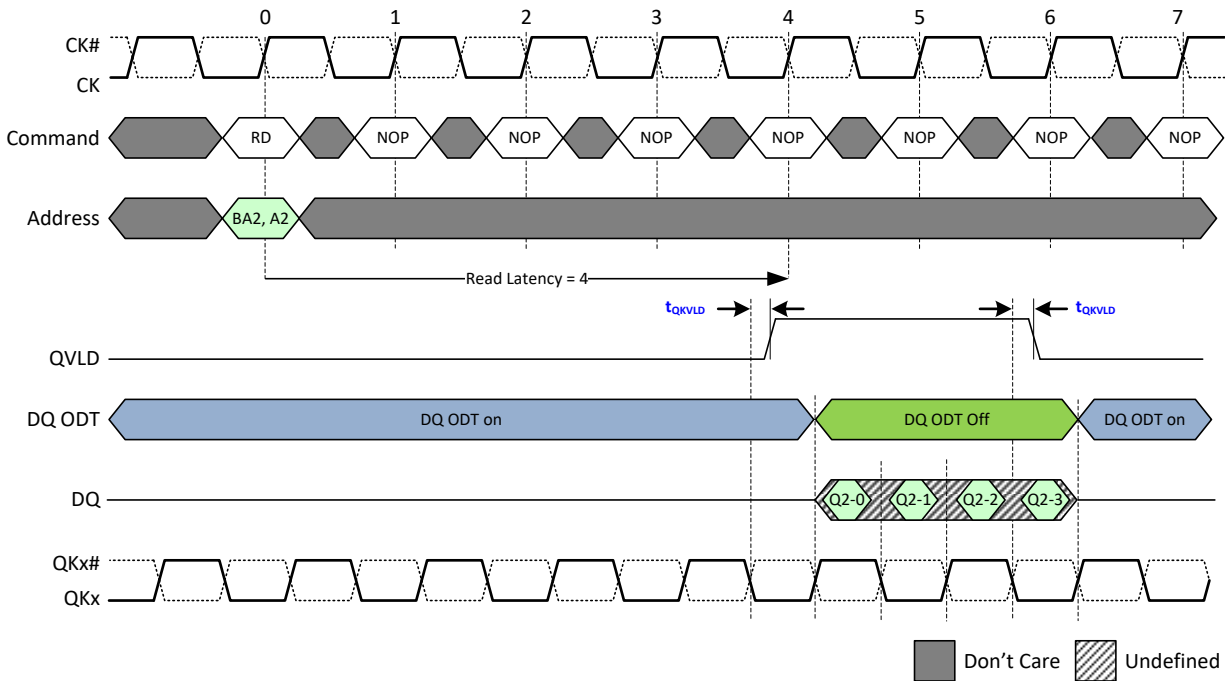 0 1 2 3 4 5 6 7
CK#
CK
Command RD NOP NOP NOP NOP NOP NOP NOP
Address BA2, A2
Read Latency = 4
tQKVLD tQKVLD
QVLD
DQ ODT DQ ODT on DQ ODT Off DQ ODT on
DQ Q2-0 Q2-1 Q2-2 Q2-3
QKx#
QKx
Don't Care Undefined